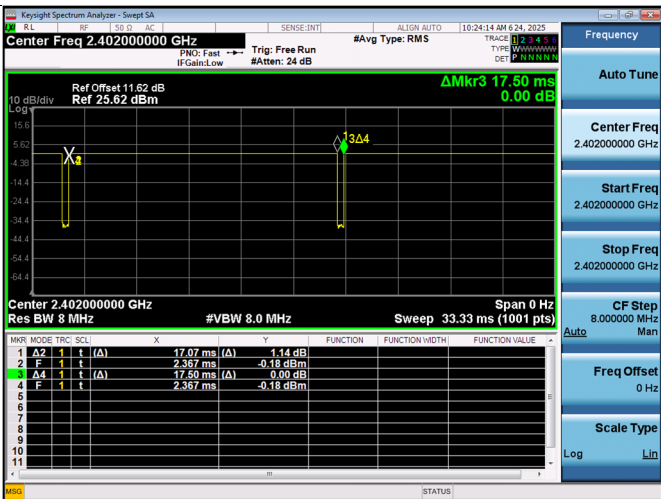 Keysight Spectrum Analyzer - Swept SA
RL RF 50 Ω AC SENSE:INT ALIGN AUTO 10:24:14 AM 6 24, 2025
Center Freq 2.402000000 GHz
#Avg Type: RMS
TRACE 1 2 3 4 5 6
TYPE W
DET P N N N N N
PNO: Fast
IFGain:Low
Trig: Free Run
#Atten: 24 dB
ΔMkr3 17.50 ms
0.00 dB
Ref Offset 11.62 dB
10 dB/div Ref 25.62 dBm
Log
15.6
5.62
-4.38
-14.4
-24.4
-34.4
-44.4
-54.4
-64.4
3Δ4
Center 2.402000000 GHz Span 0 Hz
Res BW 8 MHz #VBW 8.0 MHz Sweep 33.33 ms (1001 pts)
MKR MODE TRC SCL X Y FUNCTION FUNCTION WIDTH FUNCTION VALUE
1 Δ2 1 t (Δ) 17.07 ms (Δ) 1.14 dB
2 F 1 t 2.367 ms -0.18 dBm
3 Δ4 1 t (Δ) 17.50 ms (Δ) 0.00 dB
4 F 1 t 2.367 ms -0.18 dBm
5
6
7
8
9
10
11
MSG STATUS
Frequency
Auto Tune
Center Freq
2.402000000 GHz
Start Freq
2.402000000 GHz
Stop Freq
2.402000000 GHz
CF Step
8.000000 MHz
Auto Man
Freq Offset
0 Hz
Scale Type
Log Lin